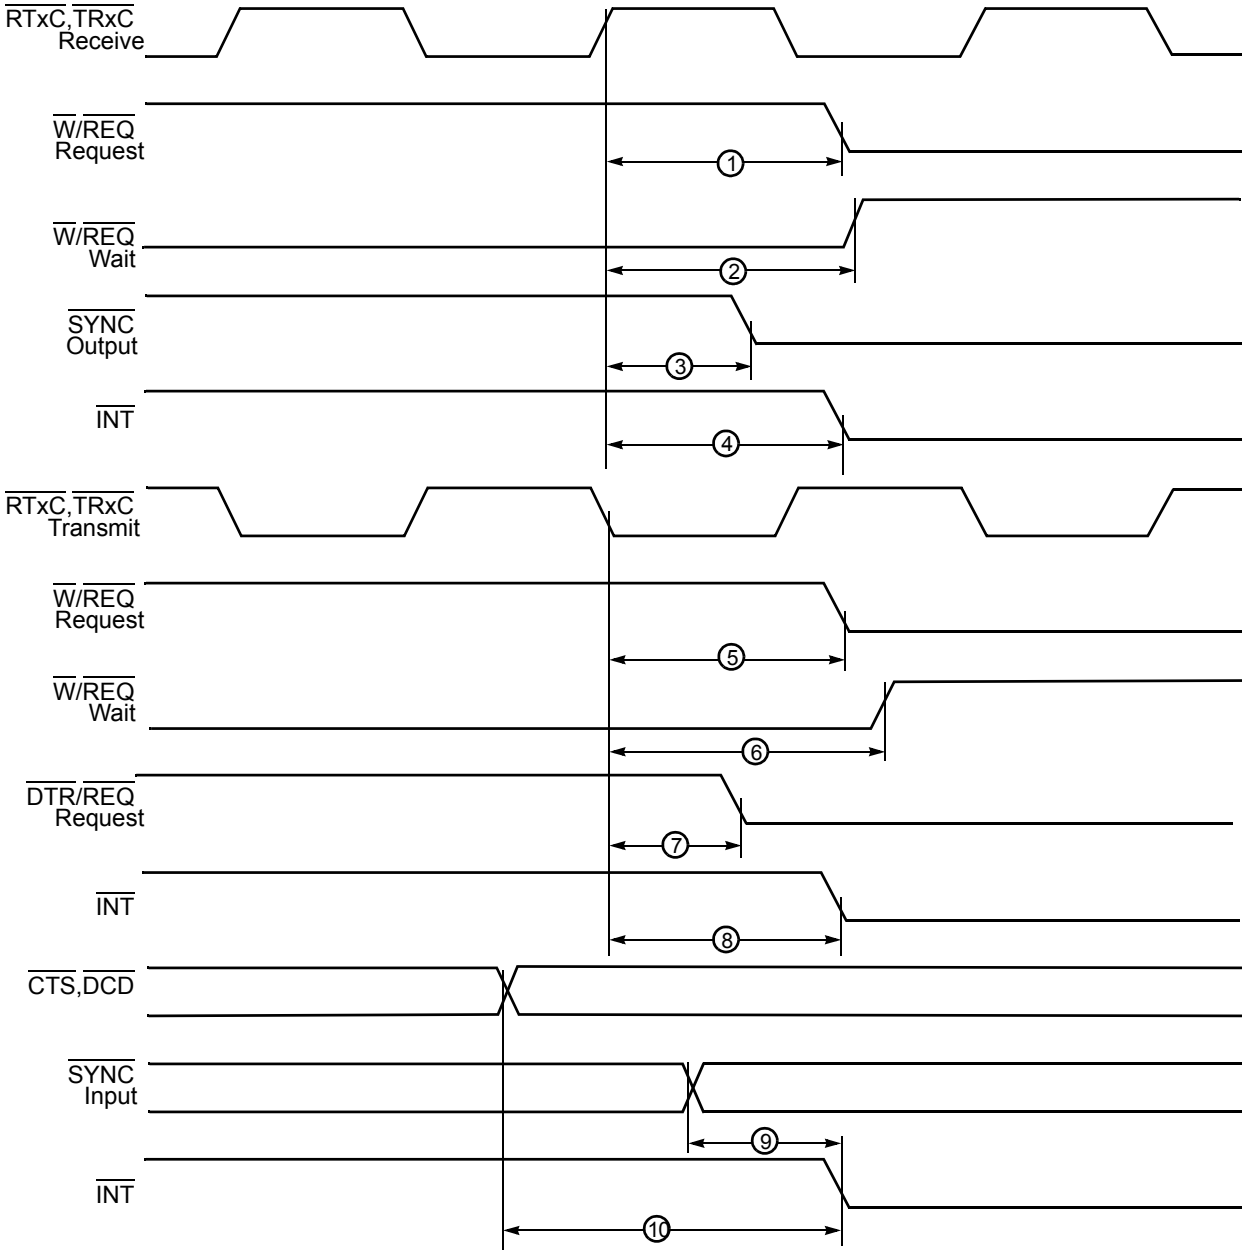 RTxC,TRxC
Receive
W/REQ
Request
1
W/REQ
Wait
2
SYNC
Output
3
INT
4
RTxC,TRxC
Transmit
W/REQ
Request
5
W/REQ
Wait
6
DTR/REQ
Request
7
INT
8
CTS,DCD
SYNC
Input
9
INT
10